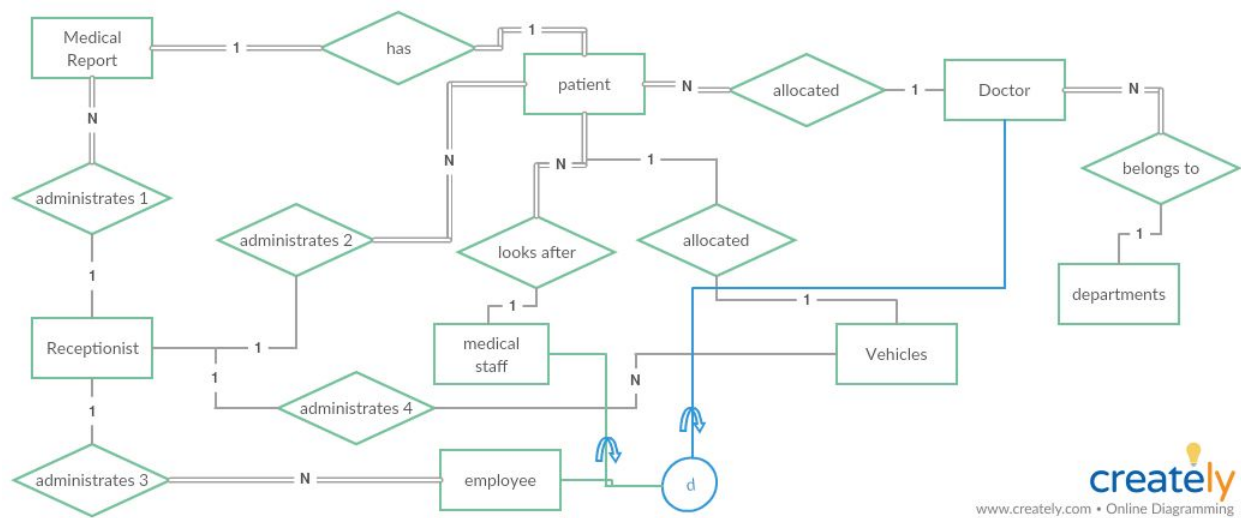 Medical
Report
1
has
1
patient
N
allocated
1
Doctor
N
belongs to
1
departments
N
administrates 1
1
Receptionist
N
administrates 2
1
N
looks after
1
medical
staff
1
allocated
1
Vehicles
1
administrates 4
N
1
administrates 3
N
employee
d
creately
www.creately.com • Online Diagramming